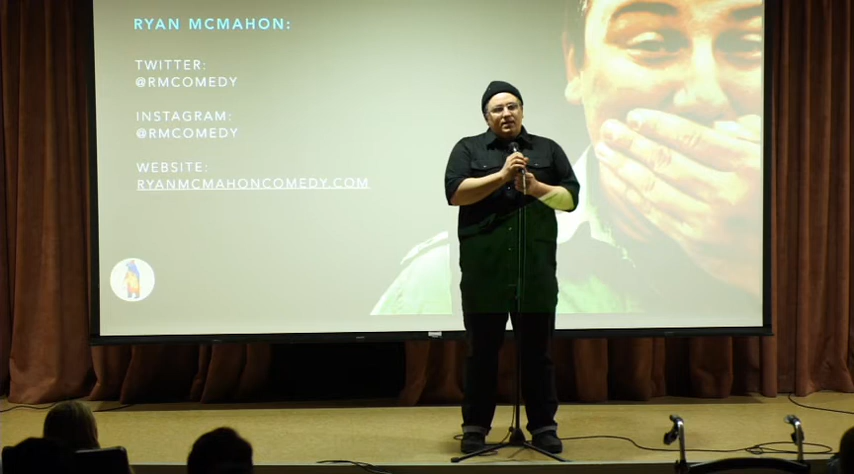 RYAN MCMAHON:
TWITTER:
@RMCOMEDY
INSTAGRAM:
@RMCOMEDY
WEBSITE:
RYANMCMAHONCOMEDY.COM